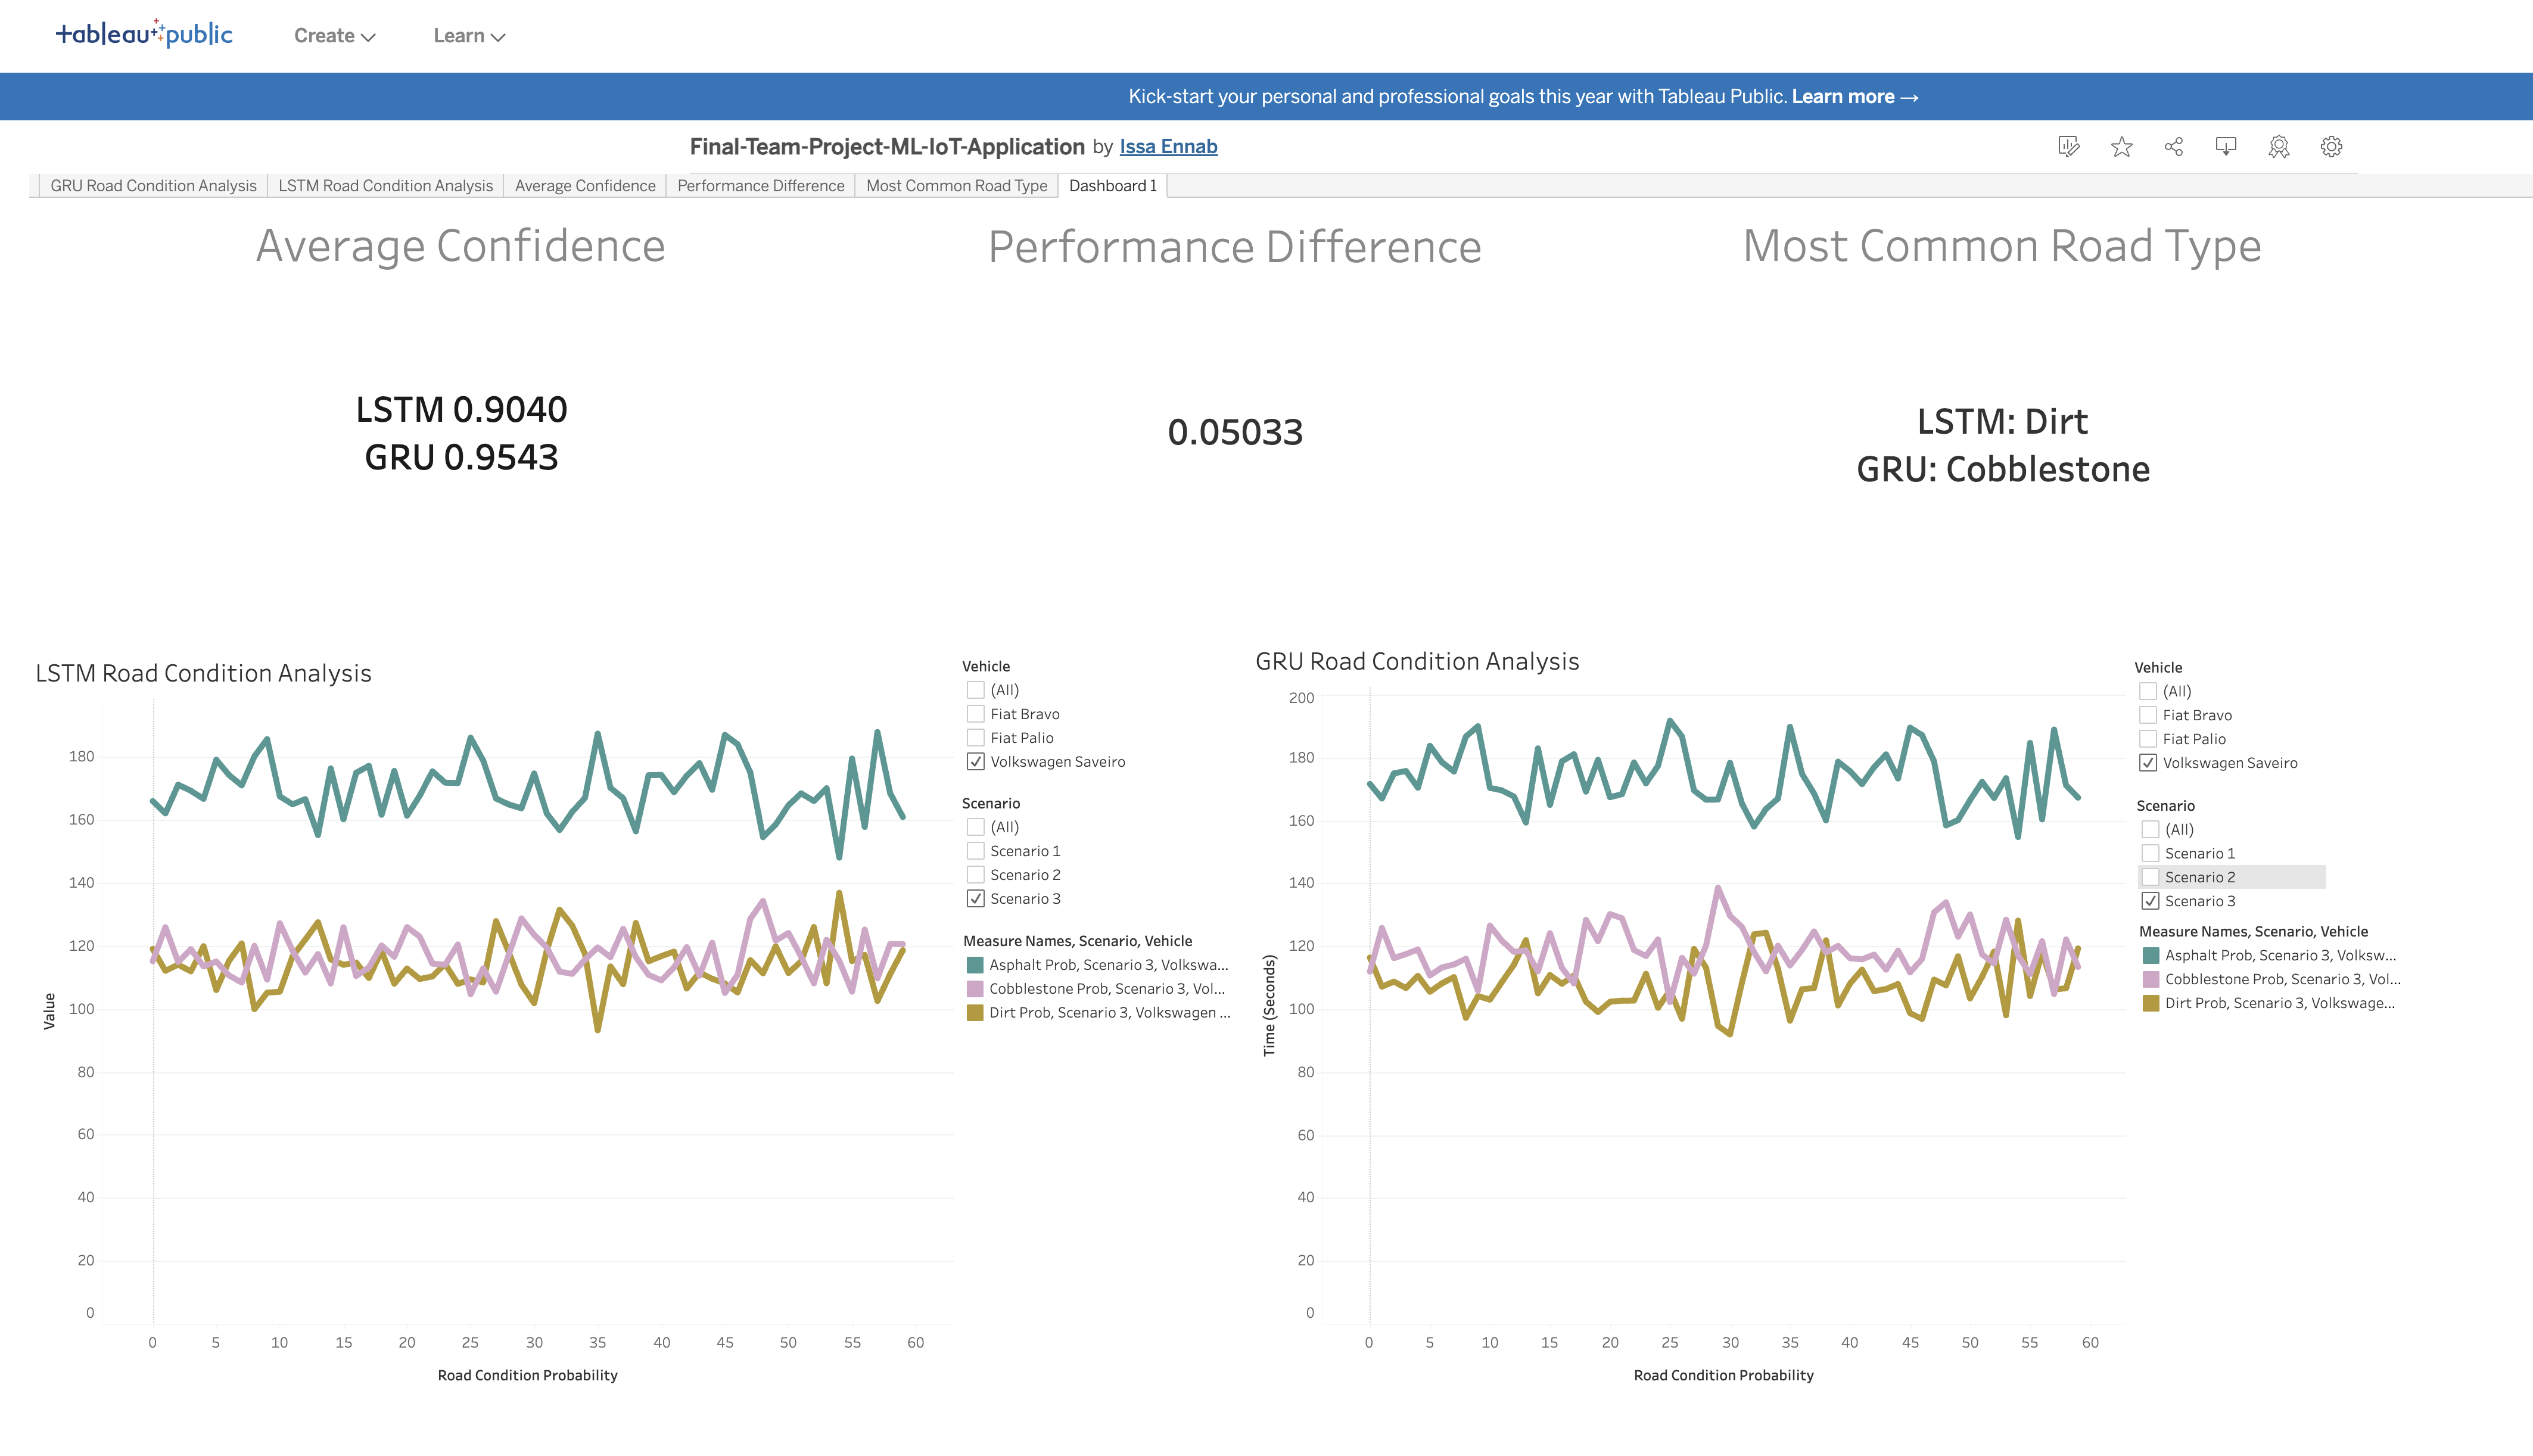 tableau public
Create
Learn
Kick-start your personal and professional goals this year with Tableau Public. Learn more →
Final-Team-Project-ML-IoT-Application by Issa Ennab
GRU Road Condition Analysis
LSTM Road Condition Analysis
Average Confidence
Performance Difference
Most Common Road Type
Dashboard 1
Average Confidence
LSTM 0.9040
GRU 0.9543
Performance Difference
0.05033
Most Common Road Type
LSTM: Dirt
GRU: Cobblestone
LSTM Road Condition Analysis
Value
180
160
140
120
100
80
60
40
20
0
0 5 10 15 20 25 30 35 40 45 50 55 60
Road Condition Probability
Vehicle
(All)
Fiat Bravo
Fiat Palio
Volkswagen Saveiro
Scenario
(All)
Scenario 1
Scenario 2
Scenario 3
Measure Names, Scenario, Vehicle
Asphalt Prob, Scenario 3, Volkswa...
Cobblestone Prob, Scenario 3, Vol...
Dirt Prob, Scenario 3, Volkswagen ...
GRU Road Condition Analysis
Time (Seconds)
200
180
160
140
120
100
80
60
40
20
0
0 5 10 15 20 25 30 35 40 45 50 55 60
Road Condition Probability
Vehicle
(All)
Fiat Bravo
Fiat Palio
Volkswagen Saveiro
Scenario
(All)
Scenario 1
Scenario 2
Scenario 3
Measure Names, Scenario, Vehicle
Asphalt Prob, Scenario 3, Volksw...
Cobblestone Prob, Scenario 3, Vol...
Dirt Prob, Scenario 3, Volkswage...